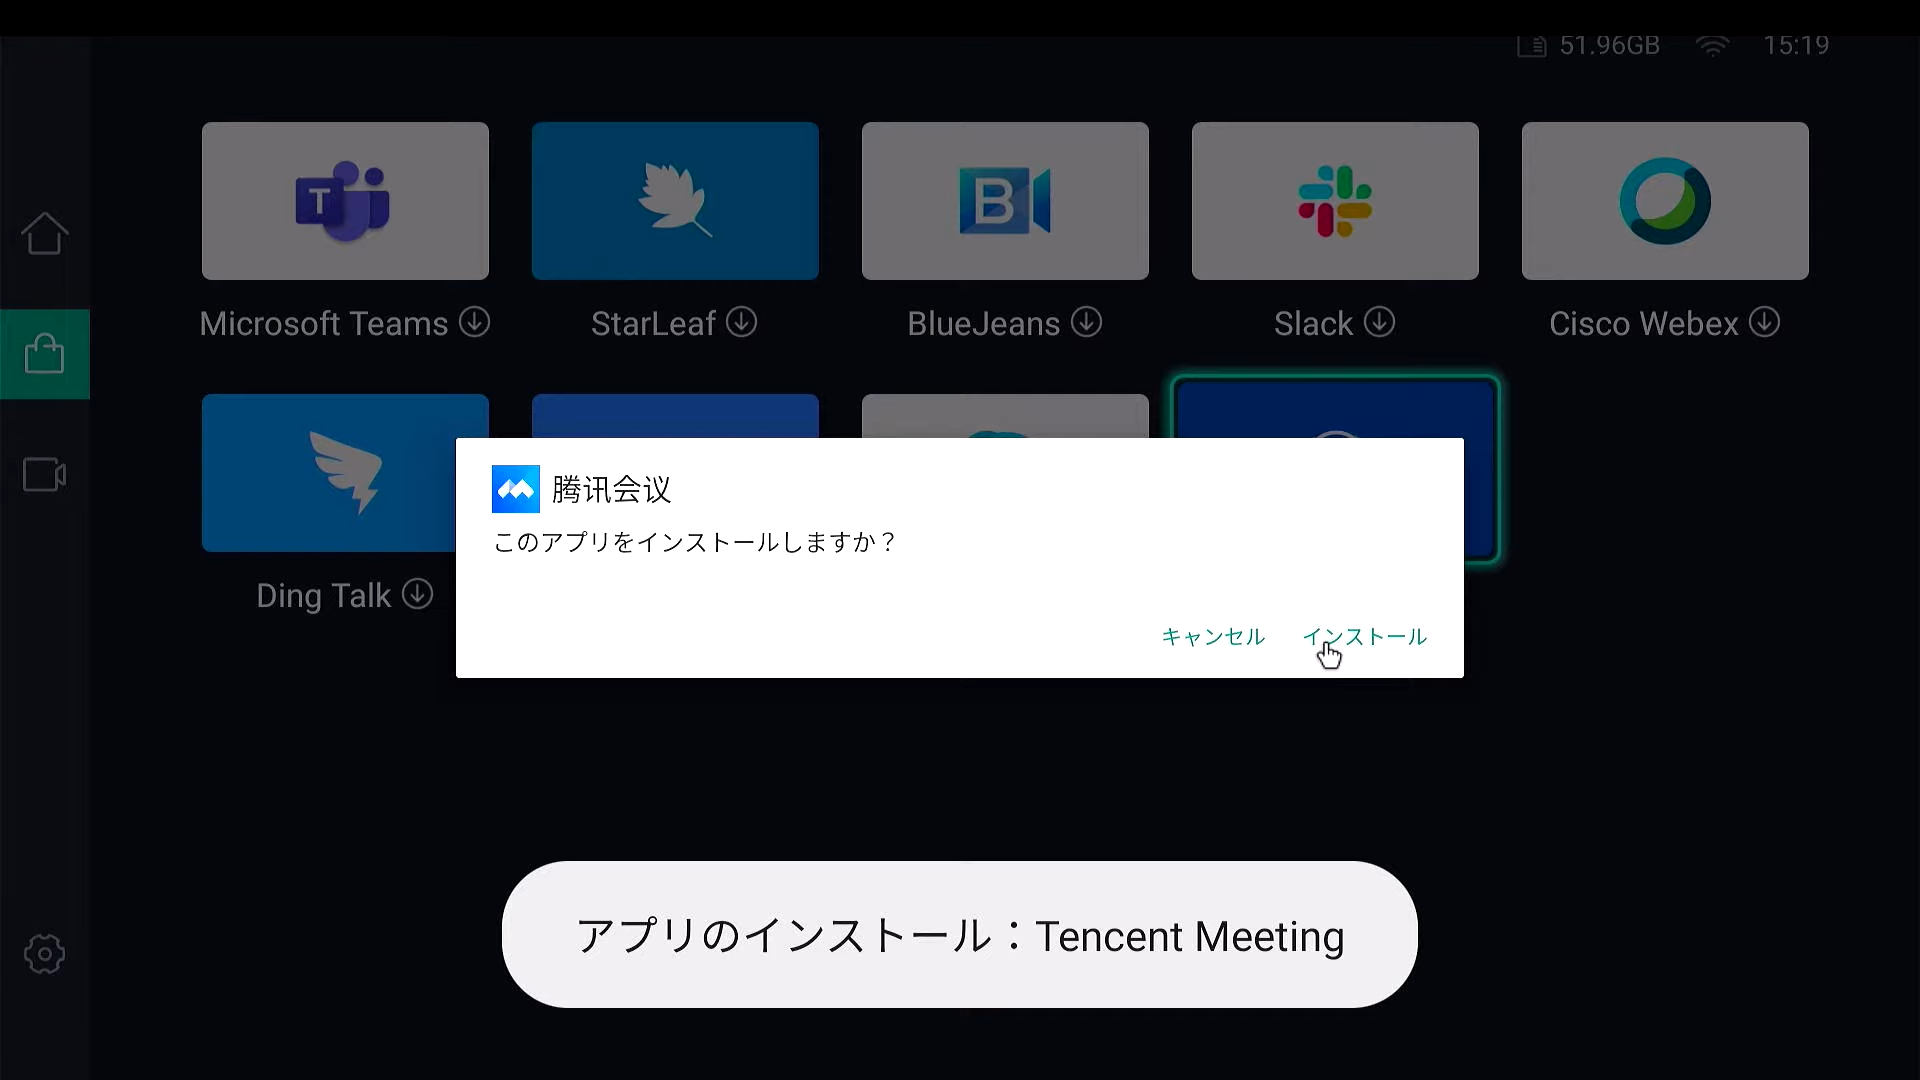 51.96GB 15:19
T
B
Microsoft Teams StarLeaf BlueJeans Slack Cisco Webex
腾讯会议
このアプリをインストールしますか？
Ding Talk
キャンセル インストール
アプリのインストール：Tencent Meeting